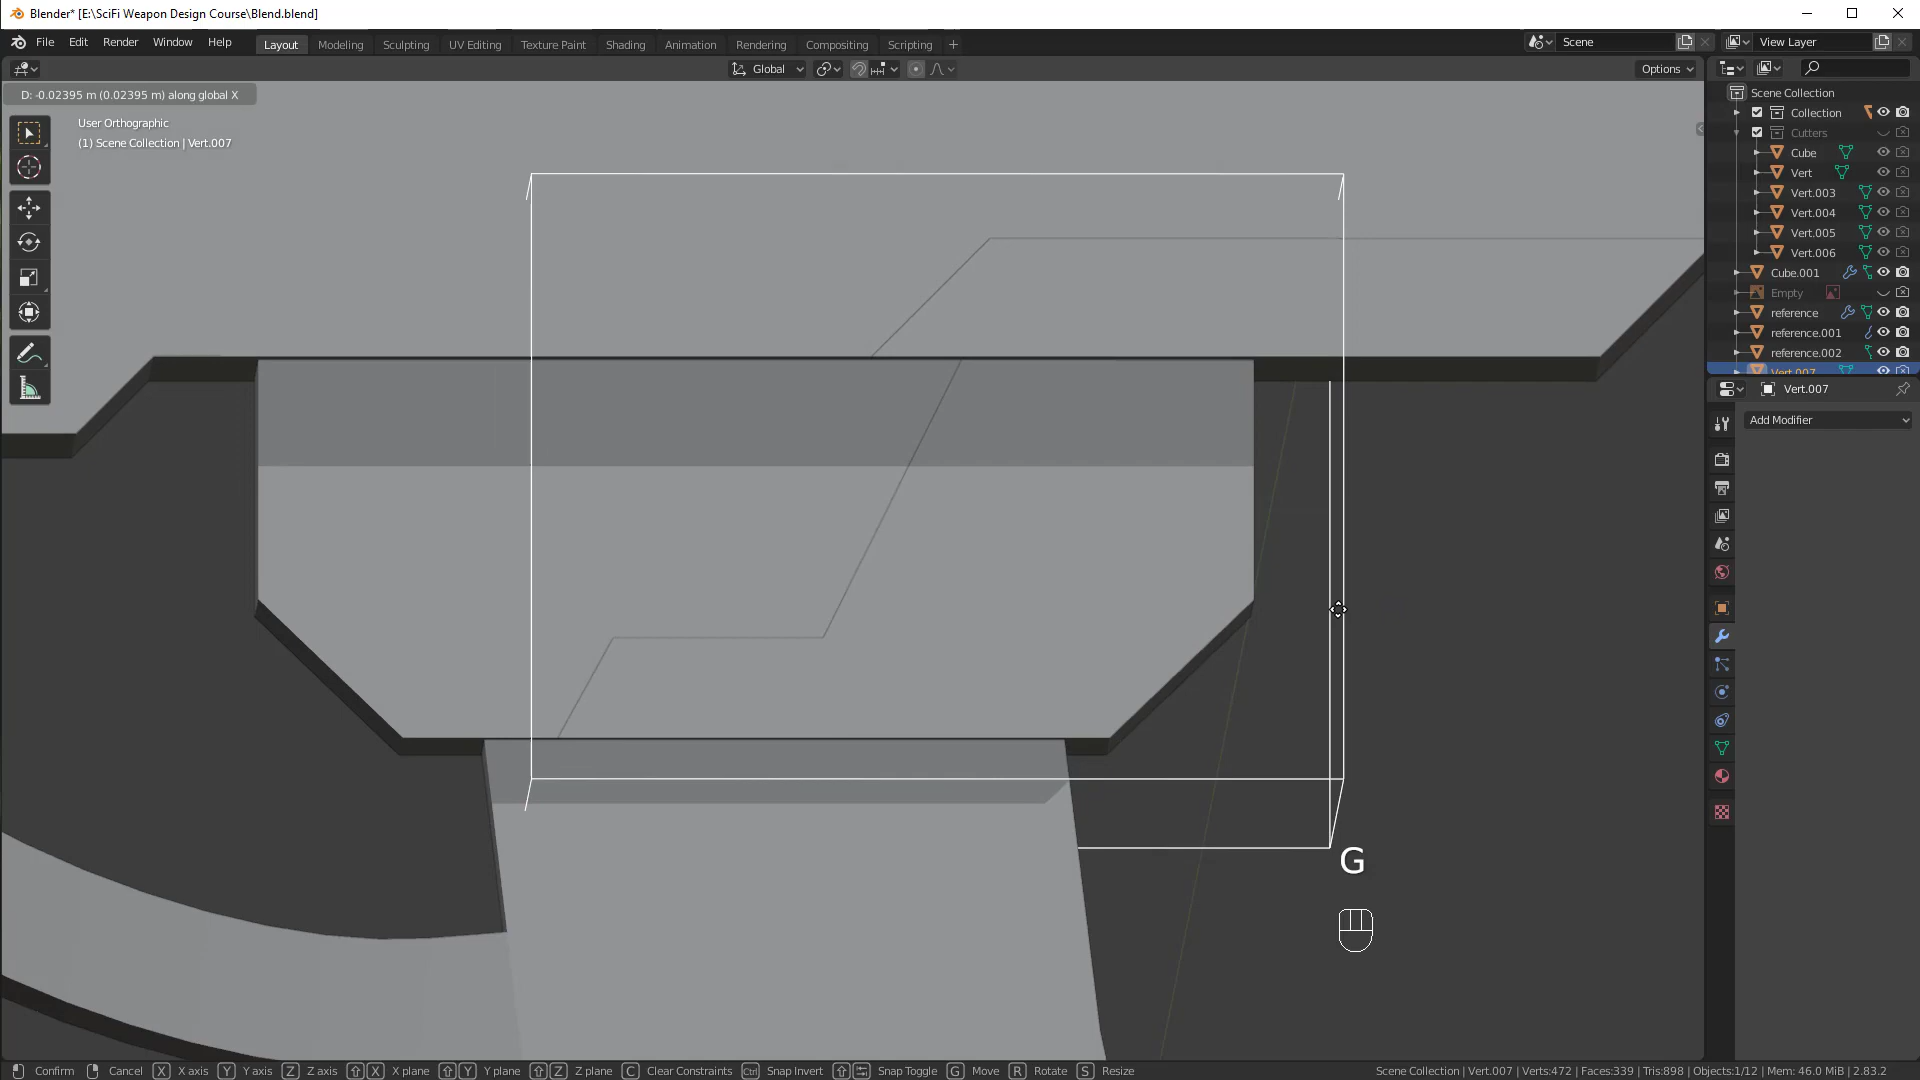 Blender* [E:\SciFi Weapon Design Course\Blend.blend]
File Edit Render Window Help Layout Modeling Sculpting UV Editing Texture Paint Shading Animation Rendering Compositing Scripting + Scene View Layer
Global Options
D: -0.02395 m (0.02395 m) along global X
User Orthographic
(1) Scene Collection | Vert.007
Scene Collection
Collection
Cutters
Cube
Vert
Vert.003
Vert.004
Vert.005
Vert.006
Cube.001
Empty
reference
reference.001
reference.002
Vert.007
Vert.007
Add Modifier
G
Confirm Cancel X X axis Y Y axis Z Z axis X X plane Y Y plane Z Z plane C Clear Constraints Ctrl Snap Invert Snap Toggle G Move R Rotate S Resize
Scene Collection | Vert.007 | Verts:472 | Faces:339 | Tris:898 | Objects:1/12 | Mem: 46.0 MiB | 2.83.2